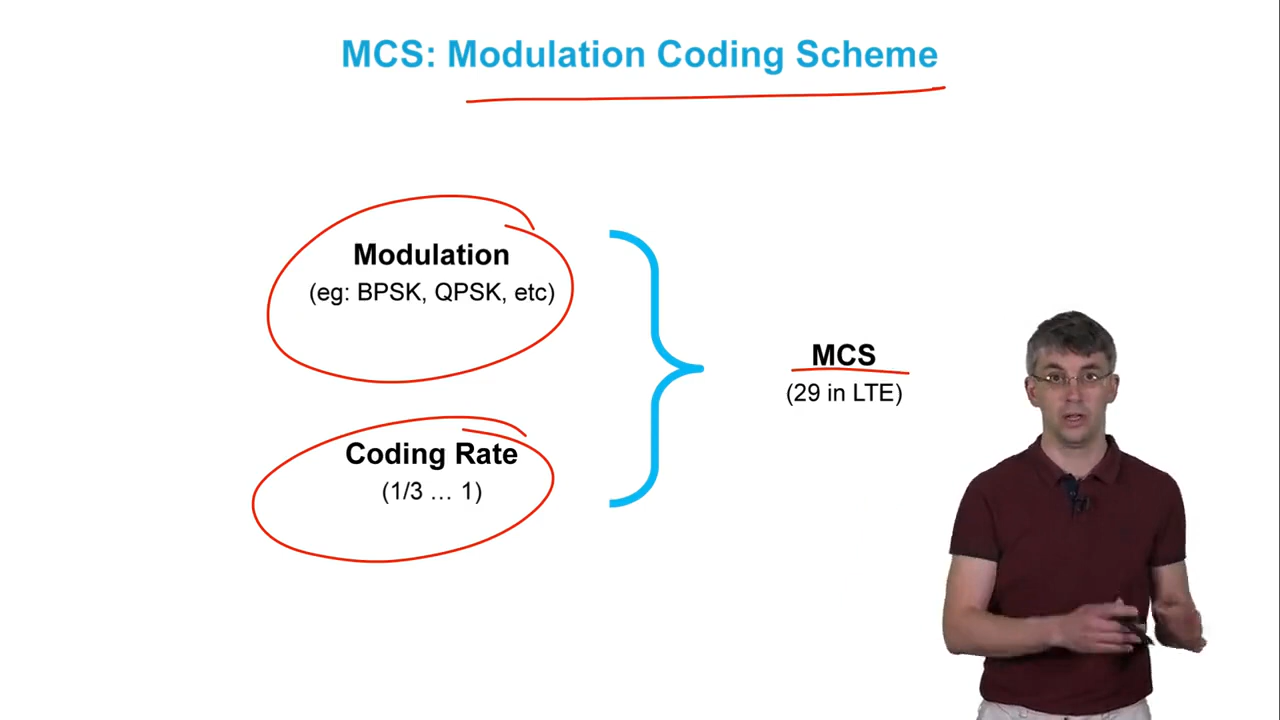 MCS: Modulation Coding Scheme
Modulation
(eg: BPSK, QPSK, etc)
MCS
(29 in LTE)
Coding Rate
(1/3 ... 1)